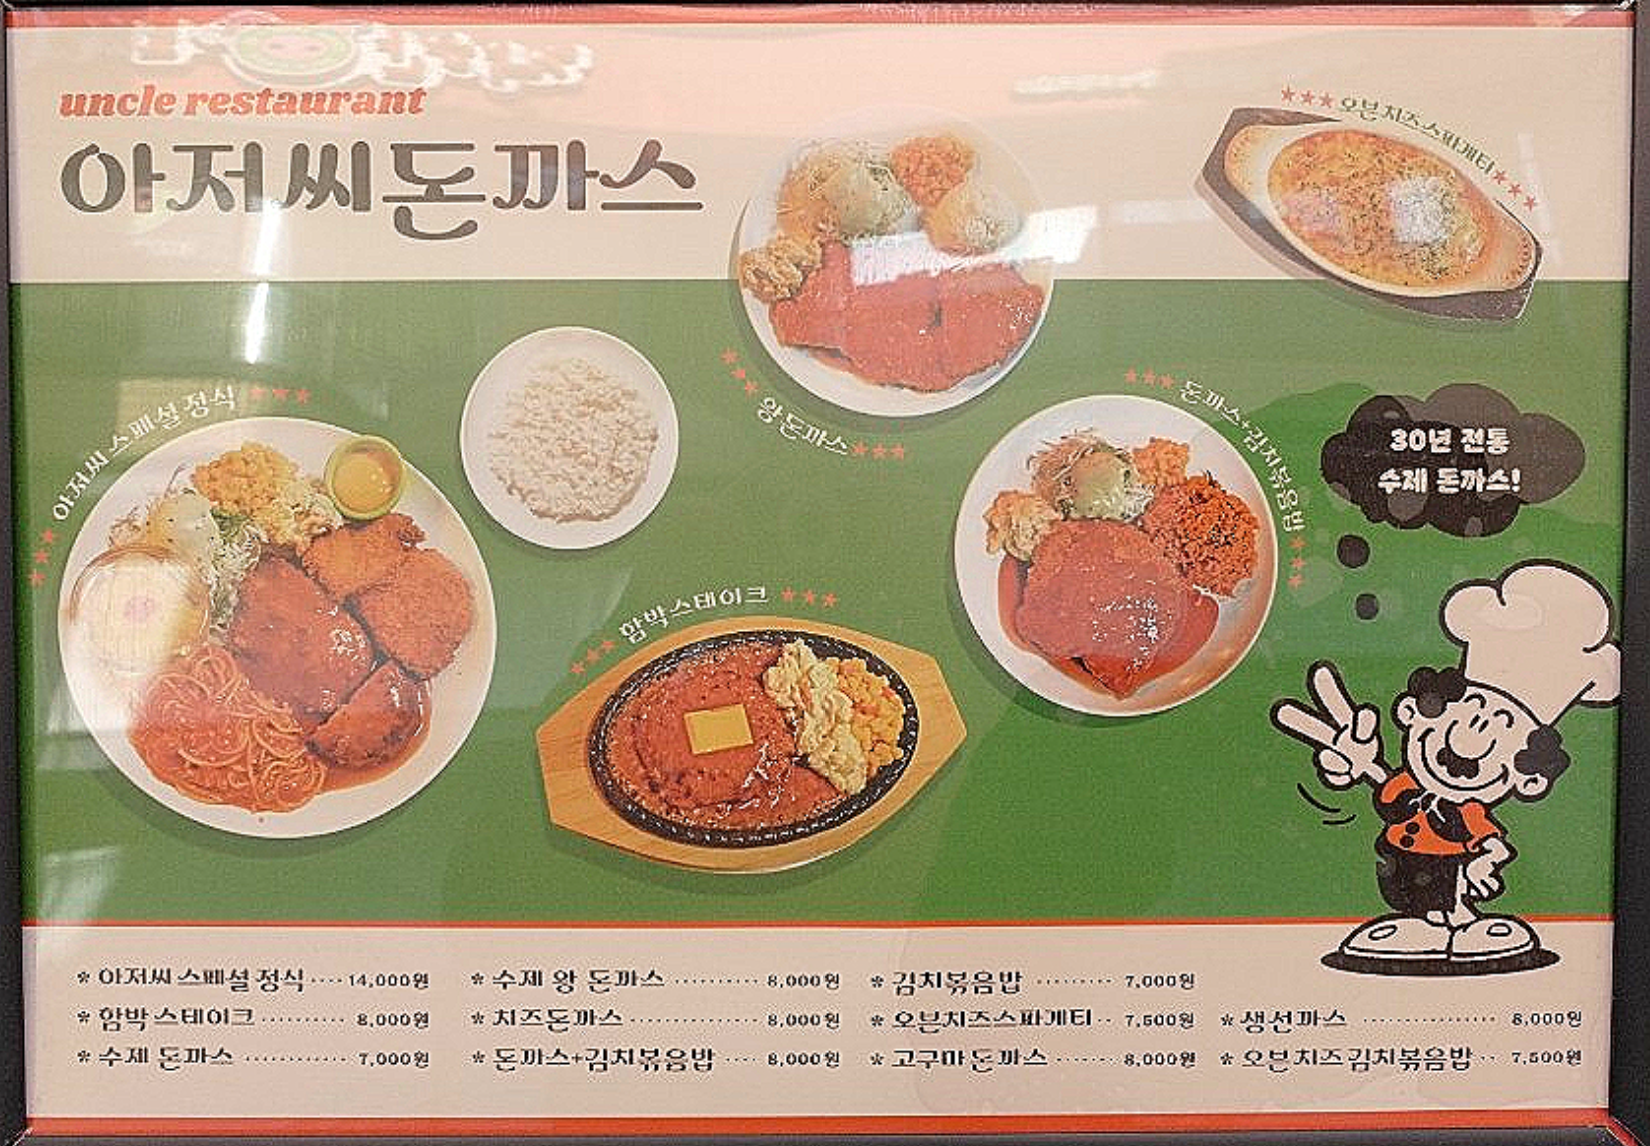 uncle restaurant
아저씨돈까스
★★★오븐치즈스파게티★★★
★★★왕돈까스★★★
★★★아저씨스페셜 정식★★★
★★★돈까스+김치볶음밥★★★
30년 전통
수제 돈까스!
★★★함박스테이크★★★
* 아저씨 스페셜 정식 ···· 14,000원
* 함박스테이크 ·········· 8,000원
* 수제 돈까스 ············ 7,000원
* 수제 왕 돈까스 ·········· 8,000원
* 치즈돈까스 ··············· 8,000원
* 돈까스+김치볶음밥 ···· 8,000원
* 김치볶음밥 ········· 7,000원
* 오븐치즈스파게티·· 7,500원
* 고구마돈까스 ······· 8,000원
* 생선까스 ················ 8,000원
* 오븐치즈김치볶음밥·· 7,500원